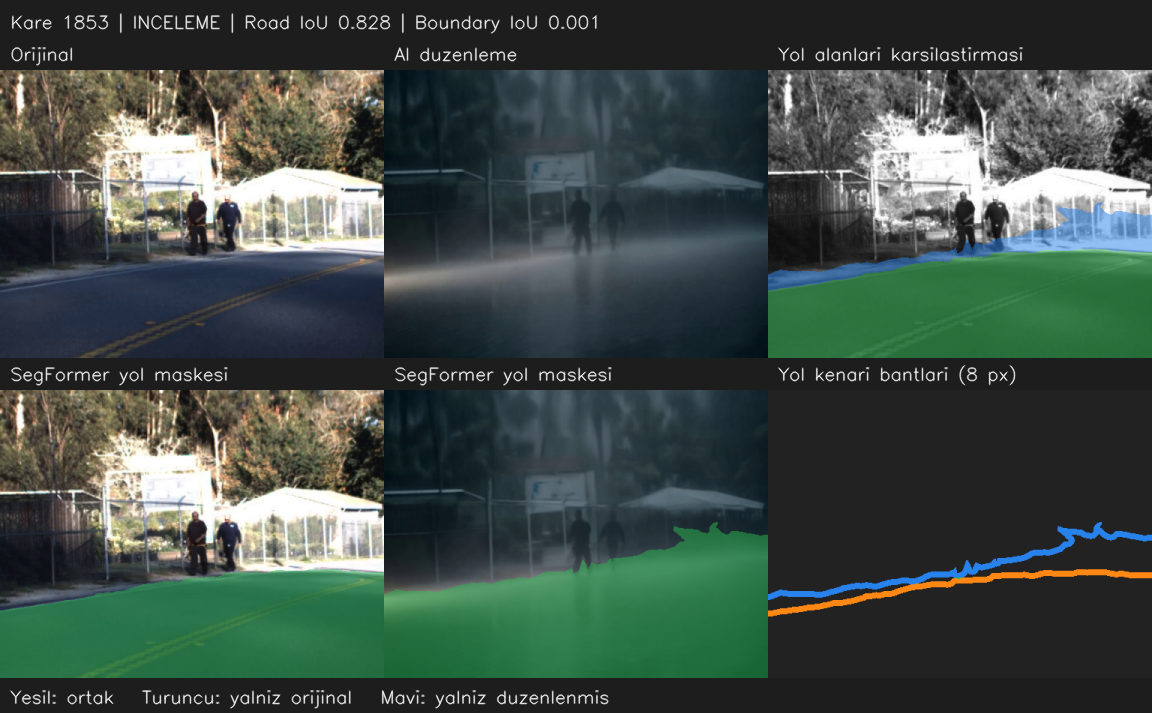 Kare 1853 | INCELEME | Road IoU 0.828 | Boundary IoU 0.001
Orijinal
AI duzenleme
Yol alanlari karsilastirmasi
SegFormer yol maskesi
SegFormer yol maskesi
Yol kenari bantlari (8 px)
Yesil: ortak
Turuncu: yalniz orijinal
Mavi: yalniz duzenlenmis